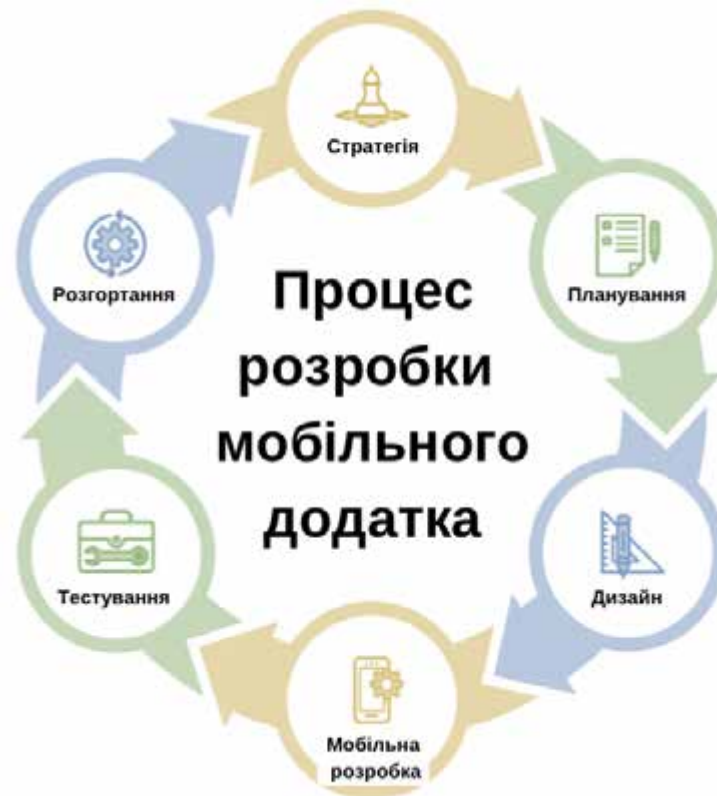 Стратегія
Розгортання
Планування
Процес
розробки
мобільного
додатка
Тестування
Дизайн
Мобільна
розробка